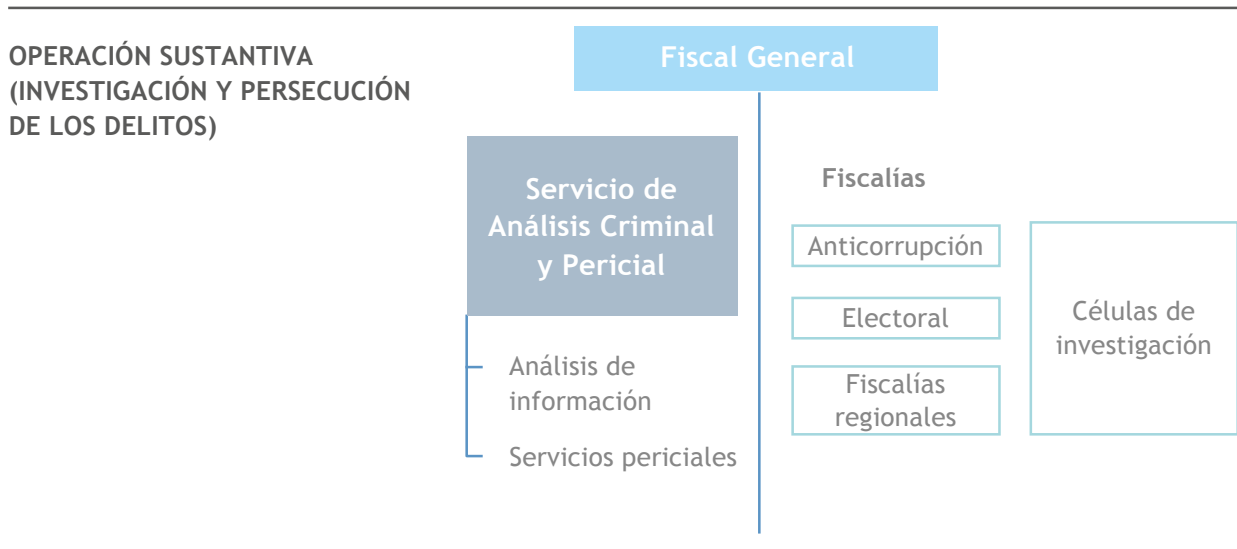 OPERACIÓN SUSTANTIVA
(INVESTIGACIÓN Y PERSECUCIÓN
DE LOS DELITOS)
Fiscal General
Servicio de
Análisis Criminal
y Pericial
Análisis de
información
Servicios periciales
Fiscalías
Anticorrupción
Electoral
Fiscalías
regionales
Células de
investigación